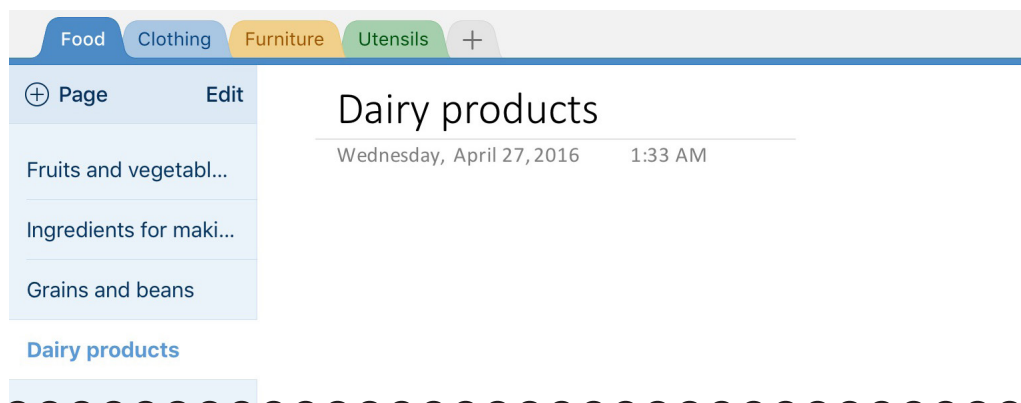 Food Clothing Furniture Utensils +
Page Edit
Fruits and vegetabl...
Ingredients for maki...
Grains and beans
Dairy products
Dairy products
Wednesday, April 27, 2016 1:33 AM